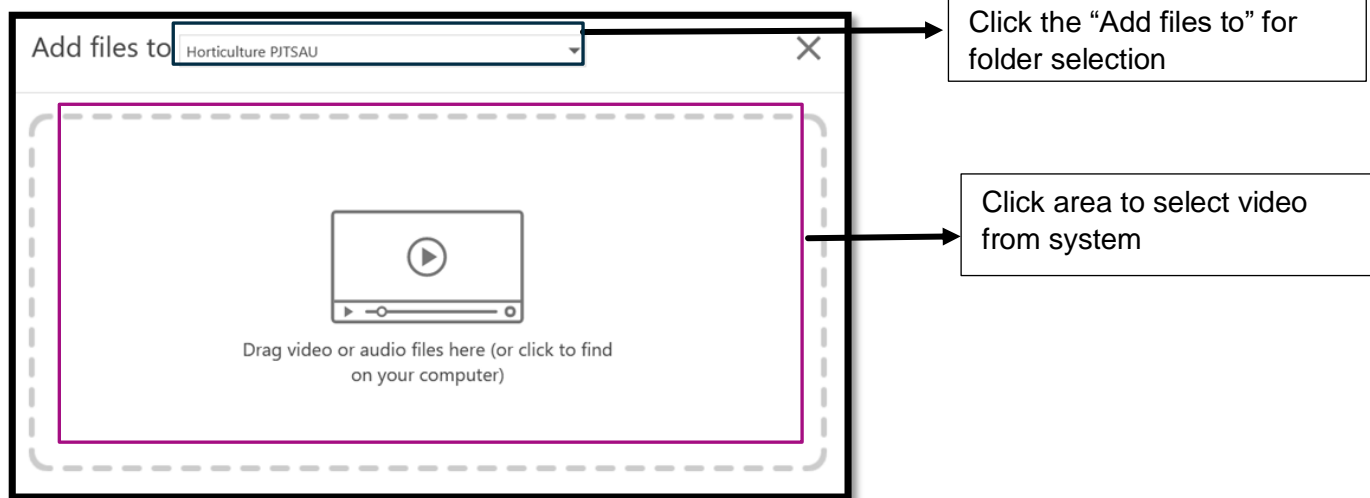 Add files to Horticulture PJTSAU
Click the “Add files to” for
folder selection
Click area to select video
from system
Drag video or audio files here (or click to find
on your computer)